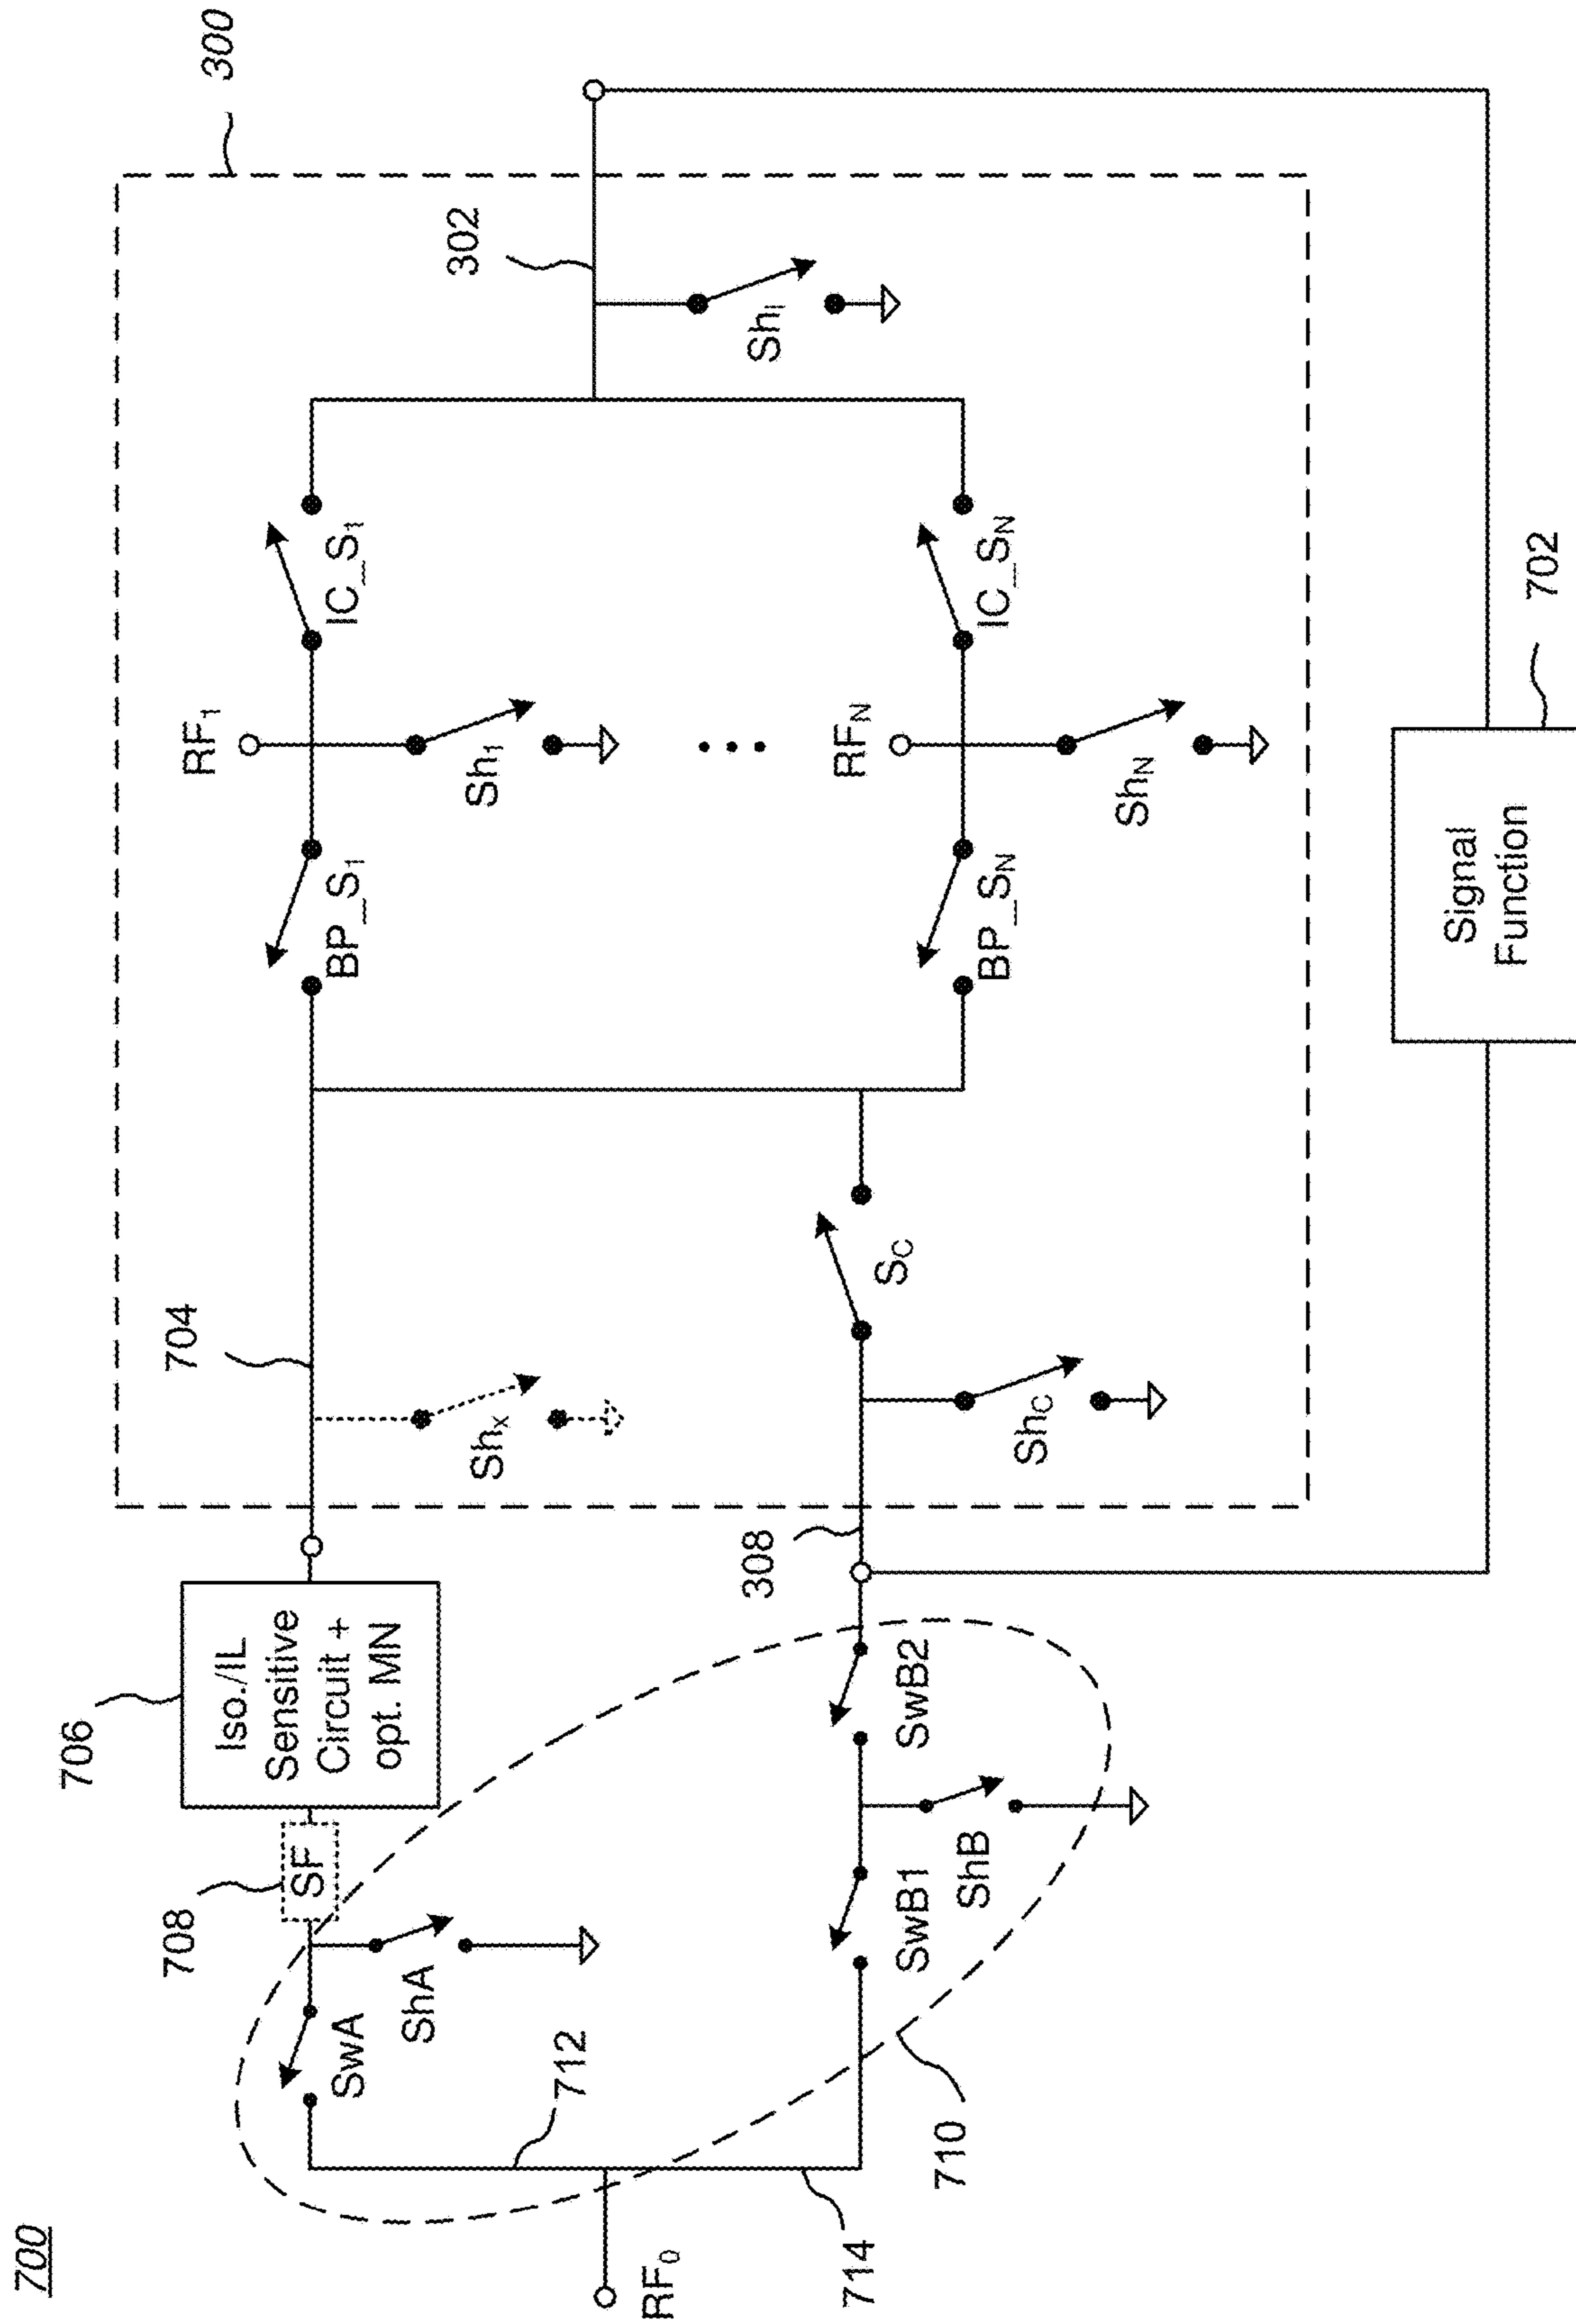 700
300
302
RF1
IC_S1
BP_S1
Sh1
ShI
RFN
IC_SN
BP_SN
ShN
704
Shx
SC
ShC
308
706
Iso./IL
Sensitive
Circuit +
opt. MN
708
SF
SwA
ShA
712
SwB1
SwB2
ShB
710
714
RF0
Signal
Function
702